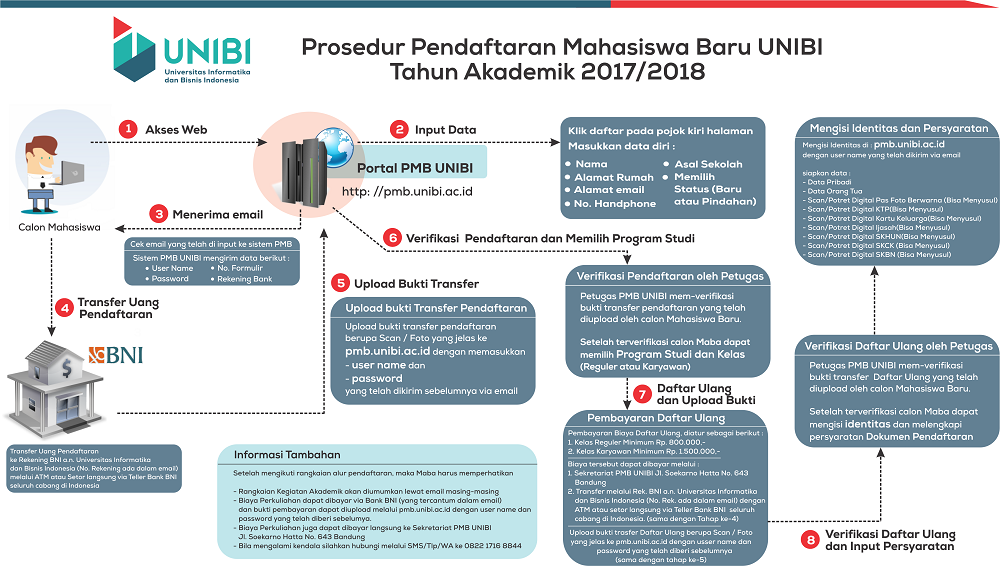 UNIBI
Universitas Informatika
dan Bisnis Indonesia
Prosedur Pendaftaran Mahasiswa Baru UNIBI
Tahun Akademik 2017/2018
1 Akses Web
Calon Mahasiswa
Portal PMB UNIBI
http: //pmb.unibi.ac.id
2 Input Data
Klik daftar pada pojok kiri halaman
Masukkan data diri :
• Nama
• Alamat Rumah
• Alamat email
• No. Handphone
• Asal Sekolah
• Memilih
Status (Baru
atau Pindahan)
3 Menerima email
Cek email yang telah di input ke sistem PMB
Sistem PMB UNIBI mengirim data berikut :
• User Name
• Password
• No. Formulir
• Rekening Bank
4 Transfer Uang
Pendaftaran
BNI
Transfer Uang Pendaftaran
ke Rekening BNI a.n. Universitas Informatika
dan Bisnis Indonesia (No. Rekening ada dalam email)
melalui ATM atau Setor langsung via Teller Bank BNI
seluruh cabang di Indonesia
5 Upload Bukti Transfer
Upload bukti Transfer Pendaftaran
Upload bukti transfer pendaftaran
berupa Scan / Foto yang jelas ke
pmb.unibi.ac.id dengan memasukkan
- user name dan
- password
yang telah dikirim sebelumnya via email
6 Verifikasi Pendaftaran dan Memilih Program Studi
Verifikasi Pendaftaran oleh Petugas
Petugas PMB UNIBI mem-verifikasi
bukti transfer pendaftaran yang telah
diupload oleh calon Mahasiswa Baru.
Setelah terverifikasi calon Maba dapat
memilih Program Studi dan Kelas
(Reguler atau Karyawan)
7 Daftar Ulang
dan Upload Bukti
Pembayaran Daftar Ulang
Pembayaran Biaya Daftar Ulang, diatur sebagai berikut :
1. Kelas Reguler Minimum Rp. 800.000,-
2. Kelas Karyawan Minimum Rp. 1.500.000,-
Biaya tersebut dapat dibayar melalui :
1. Sekretariat PMB UNIBI Jl. Soekarno Hatta No. 643
Bandung
2. Transfer melalui Rek. BNI a.n. Universitas Informatika
dan Bisnis Indonesia (No. Rek. ada dalam email) dengan
ATM atau setor langsung via Teller Bank BNI seluruh
cabang di Indonesia. (sama dengan Tahap ke-4)
Upload bukti trasfer Daftar Ulang berupa Scan / Foto
yang jelas ke pmb.unibi.ac.id dengan usser name dan
password yang telah diberi sebelumnya
(sama dengan tahap ke-5)
8 Verifikasi Daftar Ulang
dan Input Persyaratan
Verifikasi Daftar Ulang oleh Petugas
Petugas PMB UNIBI mem-verifikasi
bukti transfer Daftar Ulang yang telah
diupload oleh calon Mahasiswa Baru.
Setelah terverifikasi calon Maba dapat
mengisi identitas dan melengkapi
persyaratan Dokumen Pendaftaran
Mengisi Identitas dan Persyaratan
Mengisi Identitas di : pmb.unibi.ac.id
dengan user name yang telah dikirim via email
siapkan data :
- Data Pribadi
- Data Orang Tua
- Scan/Potret Digital Pas Foto Berwarna (Bisa Menyusul)
- Scan/Potret Digital KTP(Bisa Menyusul)
- Scan/Potret Digital Kartu Keluarga(Bisa Menyusul)
- Scan/Potret Digital Ijasah(Bisa Menyusul)
- Scan/Potret Digital SKHUN(Bisa Menyusul)
- Scan/Potret Digital SKCK (Bisa Menyusul)
- Scan/Potret Digital SKBN (Bisa Menyusul)
Informasi Tambahan
Setelah mengikuti rangkaian alur pendaftaran, maka Maba harus memperhatikan
- Rangkaian Kegiatan Akademik akan diumumkan lewat email masing-masing
- Biaya Perkuliahan dapat dibayar via Bank BNI (yang tercantum dalam email)
dan bukti pembayaran dapat diupload melalui pmb.unibi.ac.id dengan user name dan
password yang telah diberi sebelumya.
- Biaya Perkuliahan juga dapat dibayar langsung ke Sekretariat PMB UNIBI
Jl. Soekarno Hatta No. 643 Bandung
- Bila mengalami kendala silahkan hubungi melalui SMS/Tlp/WA ke 0822 1716 8844